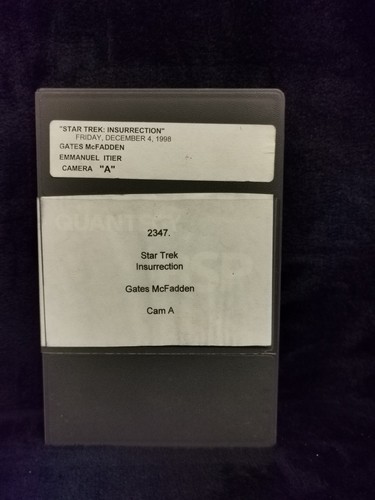 "STAR TREK: INSURRECTION"
FRIDAY, DECEMBER 4, 1998
GATES McFADDEN
EMMANUEL ITIER
CAMERA "A"
2347.
Star Trek
Insurrection
Gates McFadden
Cam A